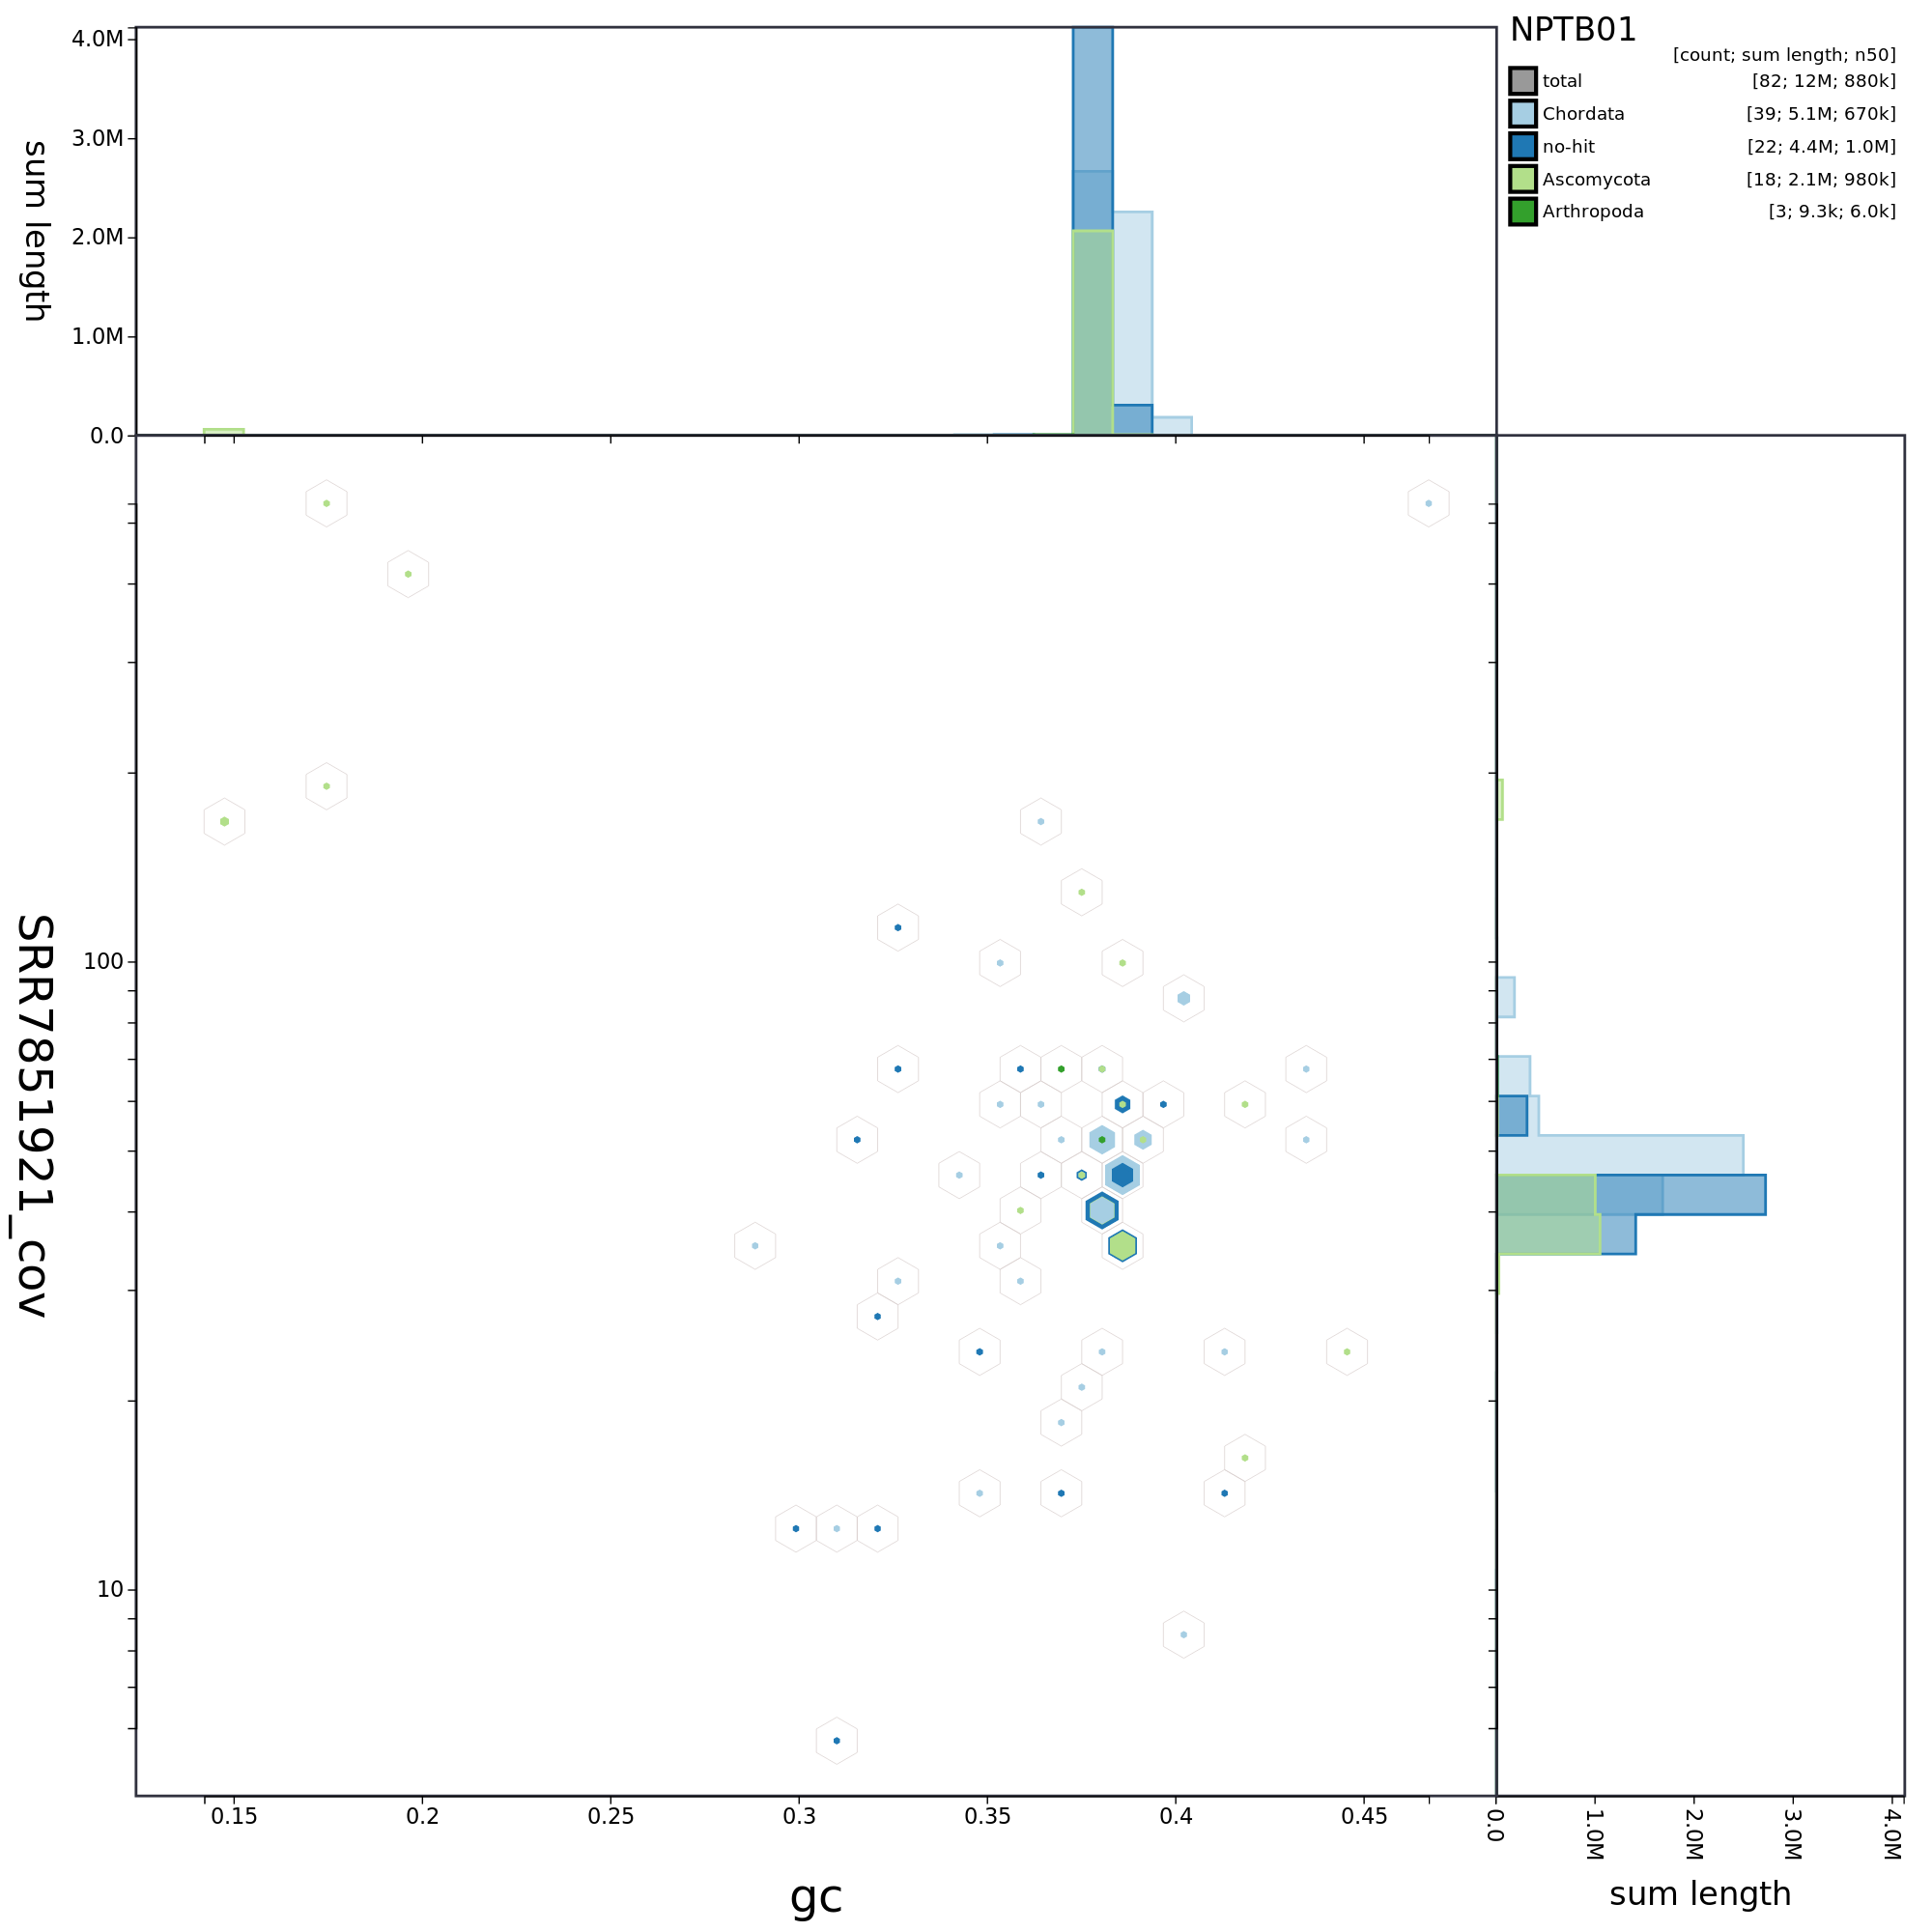 NPTB01
[count; sum length; n50]
total [82; 12M; 880k]
Chordata [39; 5.1M; 670k]
no-hit [22; 4.4M; 1.0M]
Ascomycota [18; 2.1M; 980k]
Arthropoda [3; 9.3k; 6.0k]
sum length
4.0M
3.0M
2.0M
1.0M
0.0
SRR7851921_cov
100
10
0.15 0.2 0.25 0.3 0.35 0.4 0.45
gc
0.0 1.0M 2.0M 3.0M 4.0M
sum length